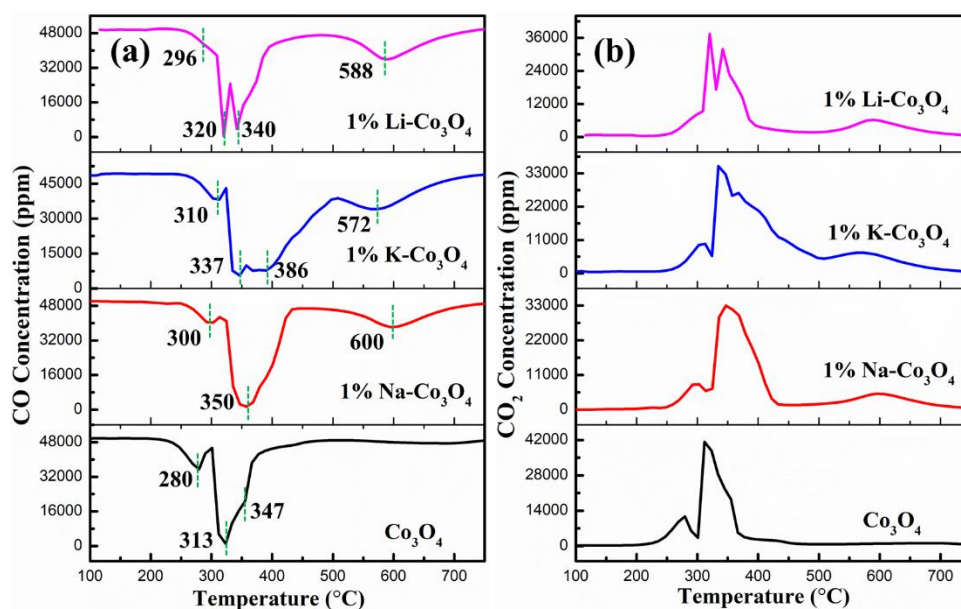 (a)
CO Concentration (ppm)
48000
32000
16000
0
296
320
340
588
1% Li-Co₃O₄
45000
30000
15000
0
310
337
386
572
1% K-Co₃O₄
48000
32000
16000
0
300
350
600
1% Na-Co₃O₄
48000
32000
16000
0
280
313
347
Co₃O₄
100 200 300 400 500 600 700
Temperature (°C)
(b)
CO₂ Concentration (ppm)
36000
24000
12000
0
1% Li-Co₃O₄
33000
22000
11000
0
1% K-Co₃O₄
33000
22000
11000
0
1% Na-Co₃O₄
42000
28000
14000
0
Co₃O₄
100 200 300 400 500 600 700
Temperature (°C)